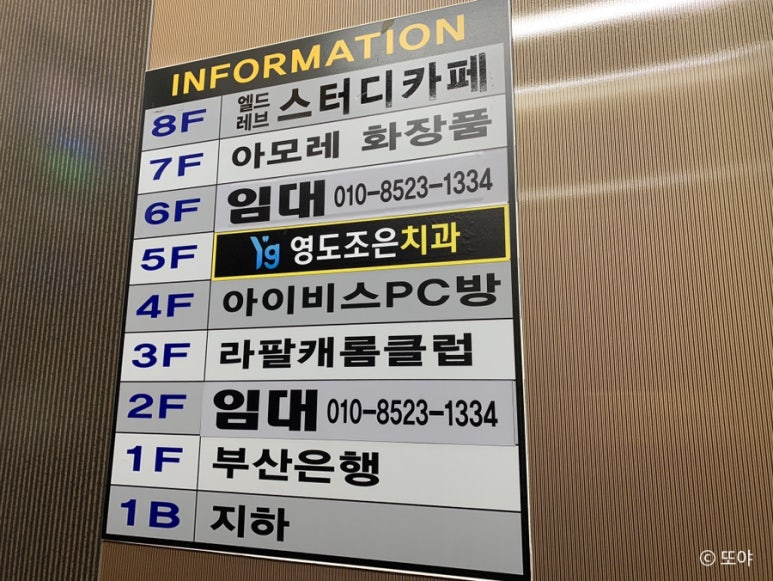 INFORMATION
8F 엘드레브 스터디카페
7F 아모레 화장품
6F 임대 010-8523-1334
5F Yg 영도조은치과
4F 아이비스PC방
3F 라팔캐롬클럽
2F 임대 010-8523-1334
1F 부산은행
1B 지하
© 또야